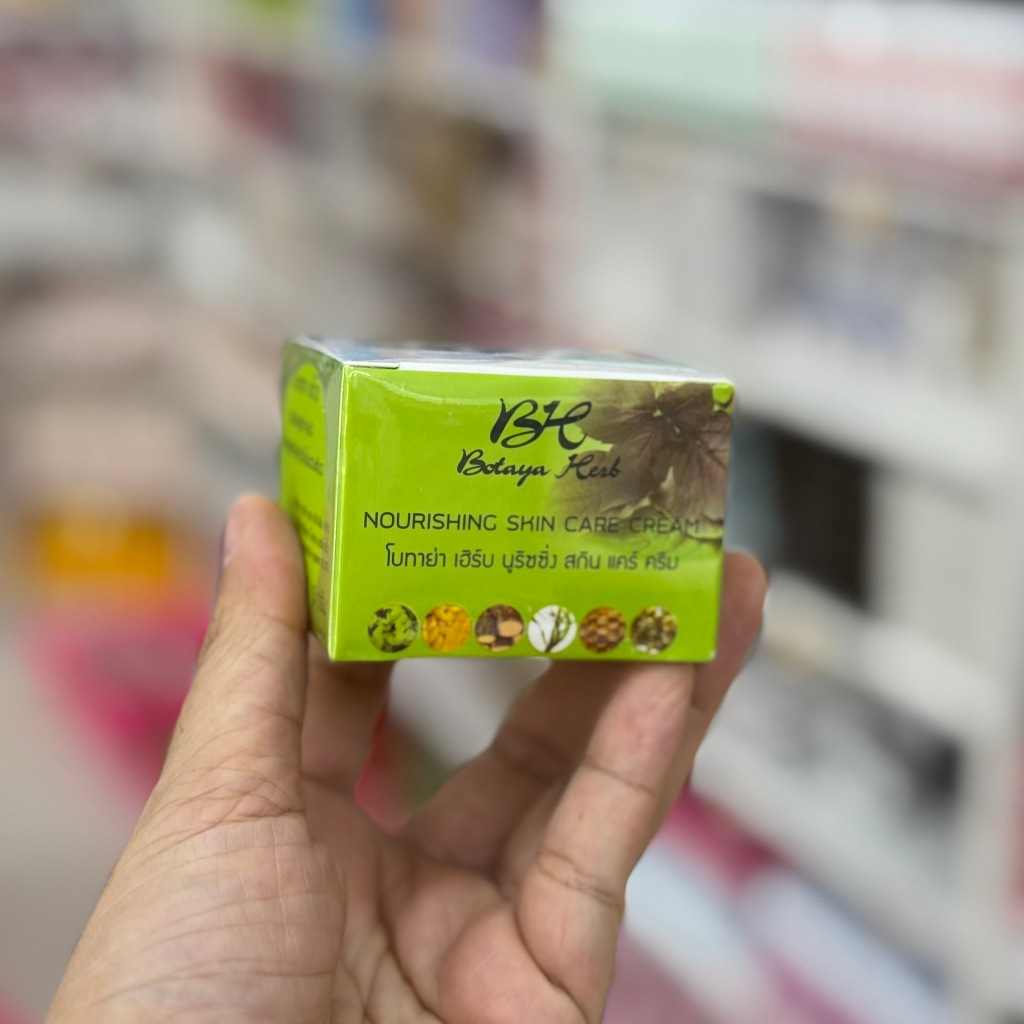 BH
Botaya Herb
NOURISHING SKIN CARE CREAM
โบทาย่า เฮิร์บ นูริชชิ่ง สกิน แคร์ ครีม